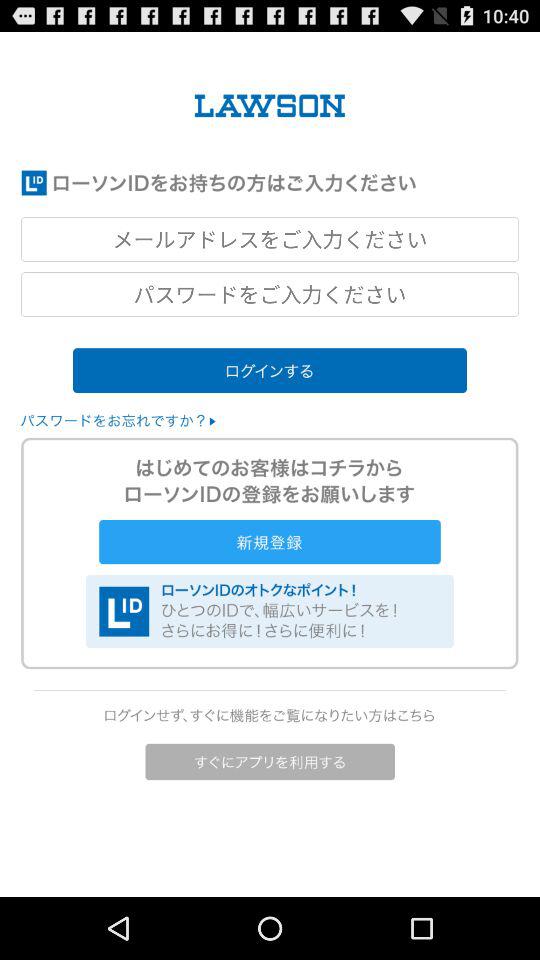 10:40
LAWSON
LID ローソンIDをお持ちの方はご入力ください
メールアドレスをご入力ください
パスワードをご入力ください
ログインする
パスワードをお忘れですか？
はじめてのお客様はコチラから
ローソンIDの登録をお願いします
新規登録
LID
ローソンIDのオトクなポイント！
ひとつのIDで、幅広いサービスを！
さらにお得に！さらに便利に！
ログインせず、すぐに機能をご覧になりたい方はこちら
すぐにアプリを利用する